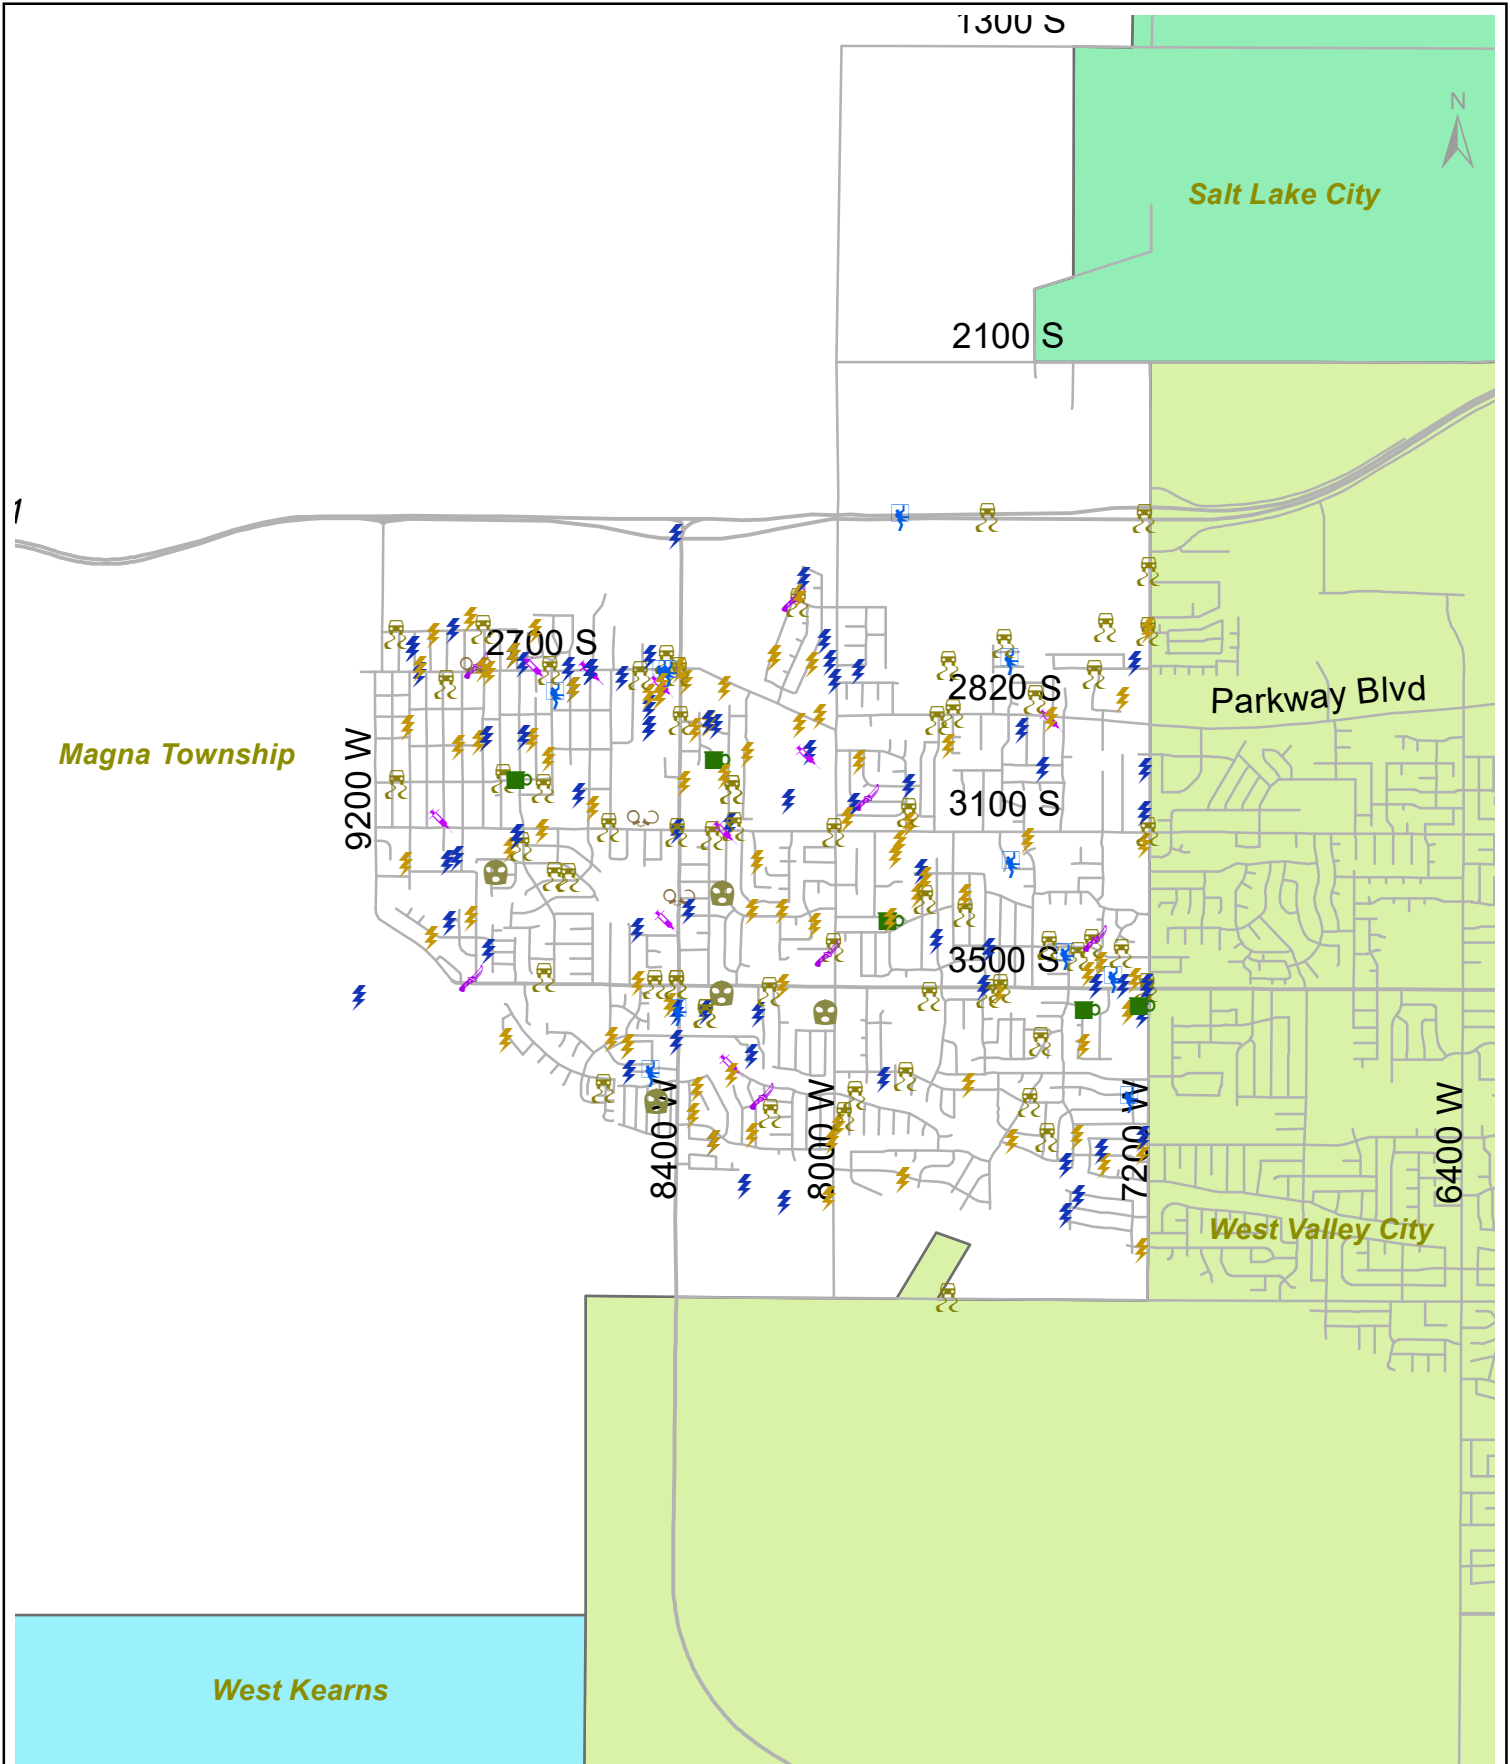 1300 S
N
Salt Lake City
2100 S
1
2700 S
2820 S
Parkway Blvd
Magna Township
9200 W
3100 S
3500 S
8400 W
8000 W
7200 W
6400 W
West Valley City
West Kearns